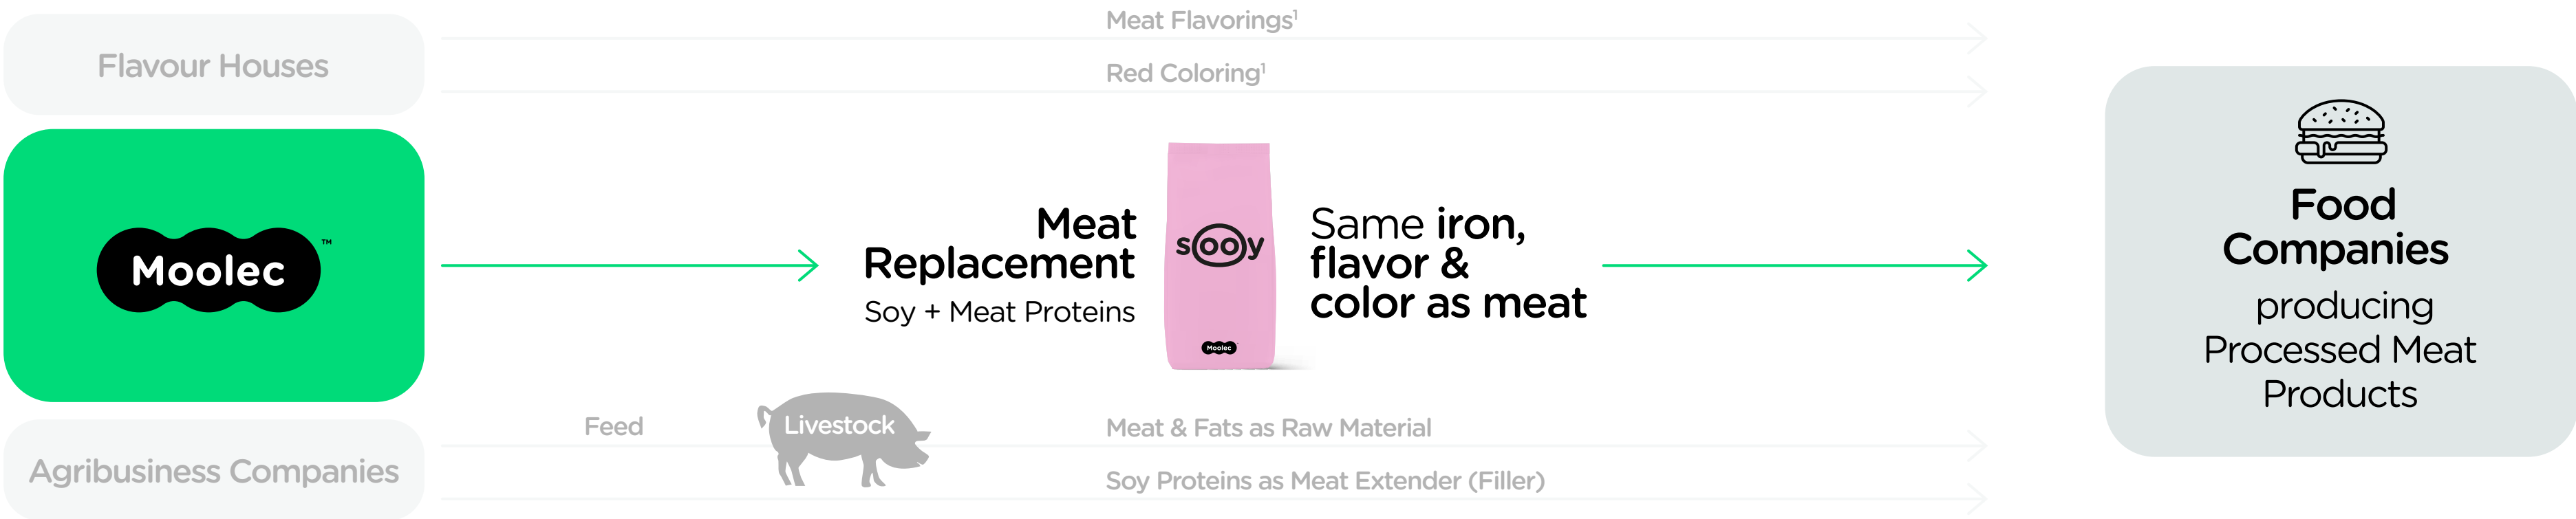 Meat Flavorings¹
Flavour Houses
Red Coloring¹
Moolec™
Meat
Replacement
Soy + Meat Proteins
sooy
Moolec
Same iron,
flavor &
color as meat
Food
Companies
producing
Processed Meat
Products
Feed
Livestock
Meat & Fats as Raw Material
Agribusiness Companies
Soy Proteins as Meat Extender (Filler)